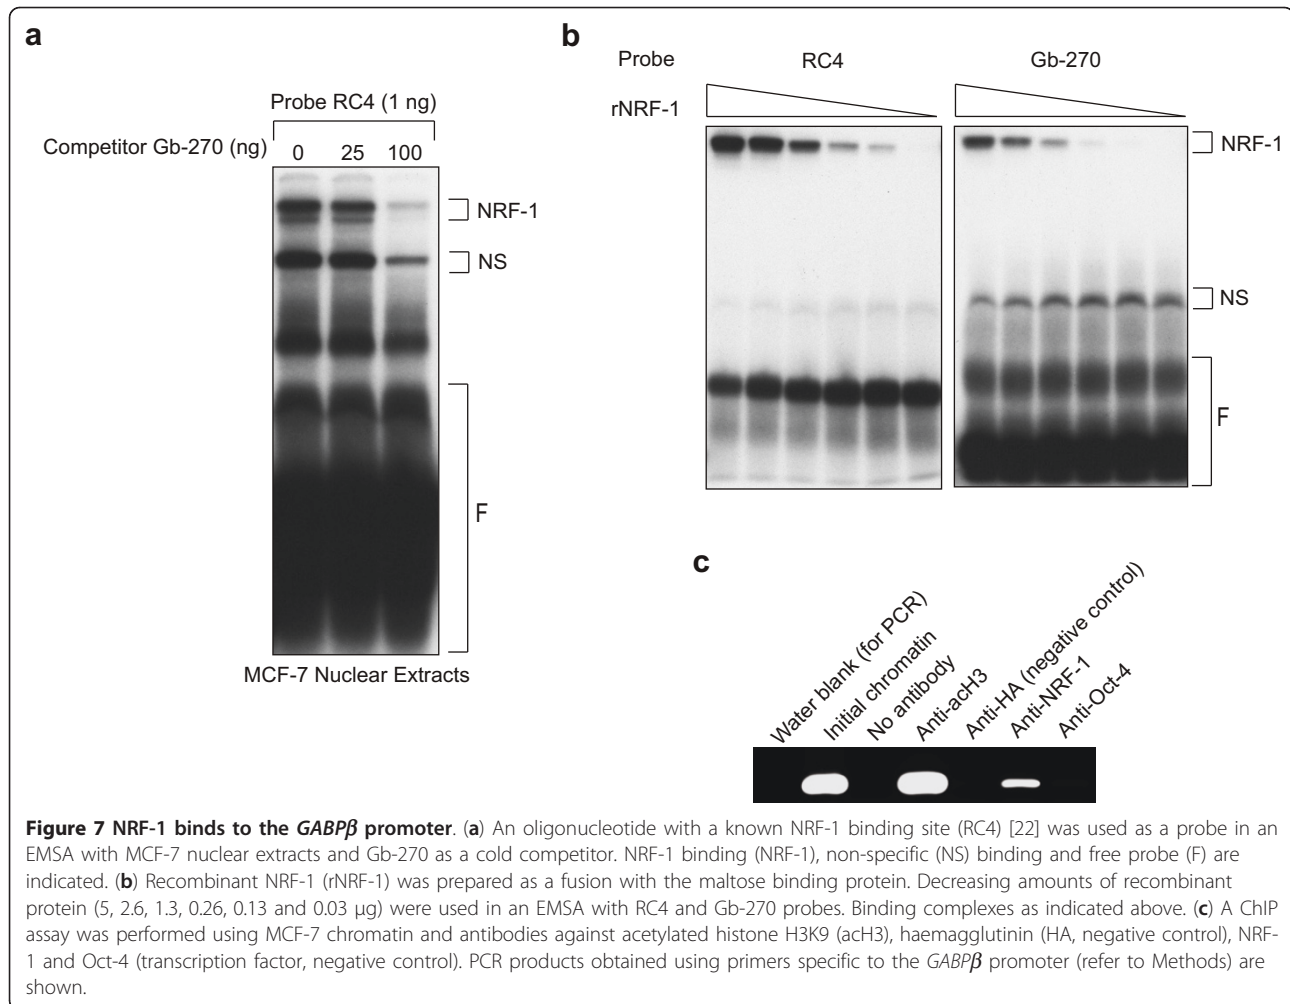 a
Probe RC4 (1 ng)
Competitor Gb-270 (ng) 0 25 100
NRF-1
NS
F
MCF-7 Nuclear Extracts
b
Probe RC4 Gb-270
rNRF-1
NRF-1
NS
F
c
Water blank (for PCR)
Initial chromatin
No antibody
Anti-acH3
Anti-HA (negative control)
Anti-NRF-1
Anti-Oct-4
Figure 7 NRF-1 binds to the GABPβ promoter. (a) An oligonucleotide with a known NRF-1 binding site (RC4) [22] was used as a probe in an
EMSA with MCF-7 nuclear extracts and Gb-270 as a cold competitor. NRF-1 binding (NRF-1), non-specific (NS) binding and free probe (F) are
indicated. (b) Recombinant NRF-1 (rNRF-1) was prepared as a fusion with the maltose binding protein. Decreasing amounts of recombinant
protein (5, 2.6, 1.3, 0.26, 0.13 and 0.03 μg) were used in an EMSA with RC4 and Gb-270 probes. Binding complexes as indicated above. (c) A ChIP
assay was performed using MCF-7 chromatin and antibodies against acetylated histone H3K9 (acH3), haemagglutinin (HA, negative control), NRF-
1 and Oct-4 (transcription factor, negative control). PCR products obtained using primers specific to the GABPβ promoter (refer to Methods) are
shown.